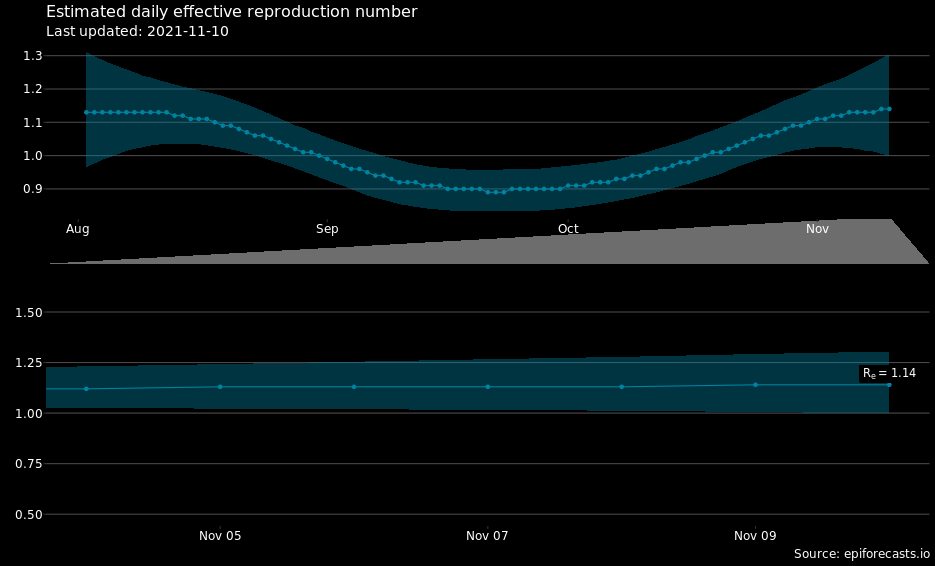 Estimated daily effective reproduction number
Last updated: 2021-11-10
1.3
1.2
1.1
1.0
0.9
Aug Sep Oct Nov
1.50
1.25
Re = 1.14
1.00
0.75
0.50
Nov 05 Nov 07 Nov 09
Source: epiforecasts.io